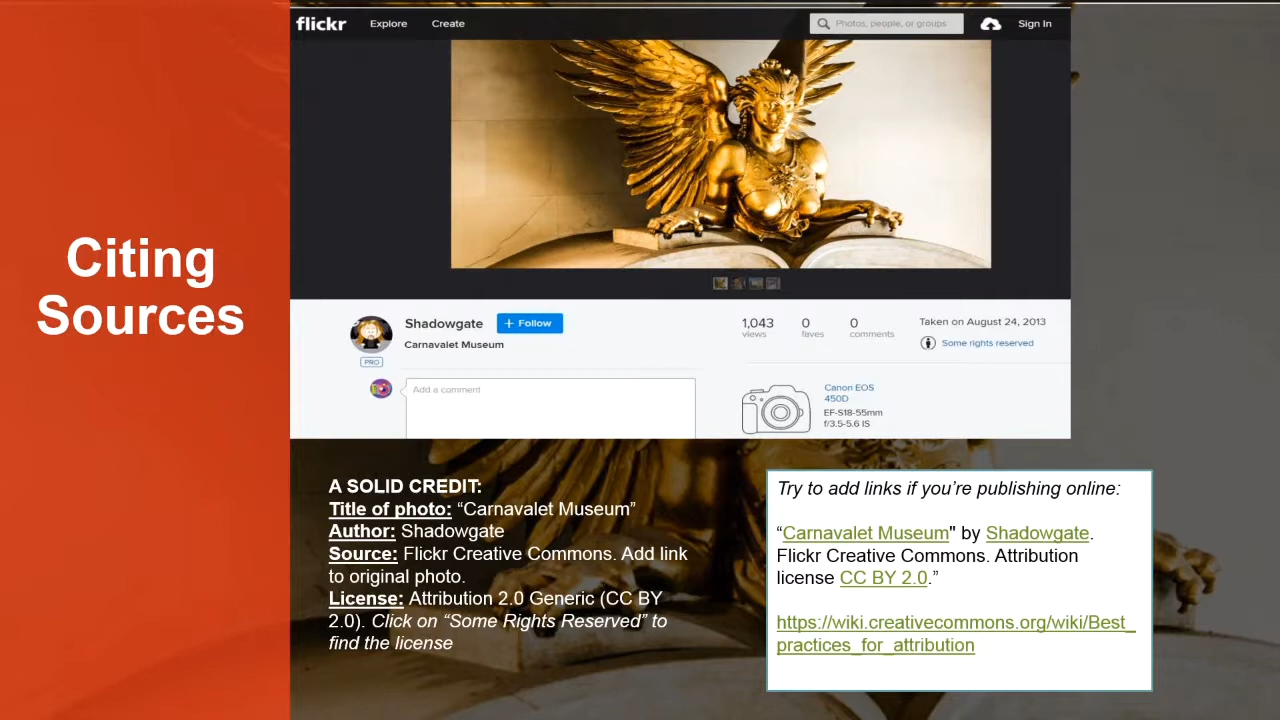 flickr Explore Create Photos, people, or groups Sign In
Citing
Sources
Shadowgate + Follow
Carnavalet Museum
PRO
Add a comment
1,043 0 0
views faves comments
Taken on August 24, 2013
Some rights reserved
Canon EOS
450D
EF-S18-55mm
f/3.5-5.6 IS
A SOLID CREDIT:
Title of photo: “Carnavalet Museum”
Author: Shadowgate
Source: Flickr Creative Commons. Add link
to original photo.
License: Attribution 2.0 Generic (CC BY
2.0). Click on “Some Rights Reserved” to
find the license
Try to add links if you’re publishing online:
“Carnavalet Museum" by Shadowgate.
Flickr Creative Commons. Attribution
license CC BY 2.0.”
https://wiki.creativecommons.org/wiki/Best_
practices_for_attribution